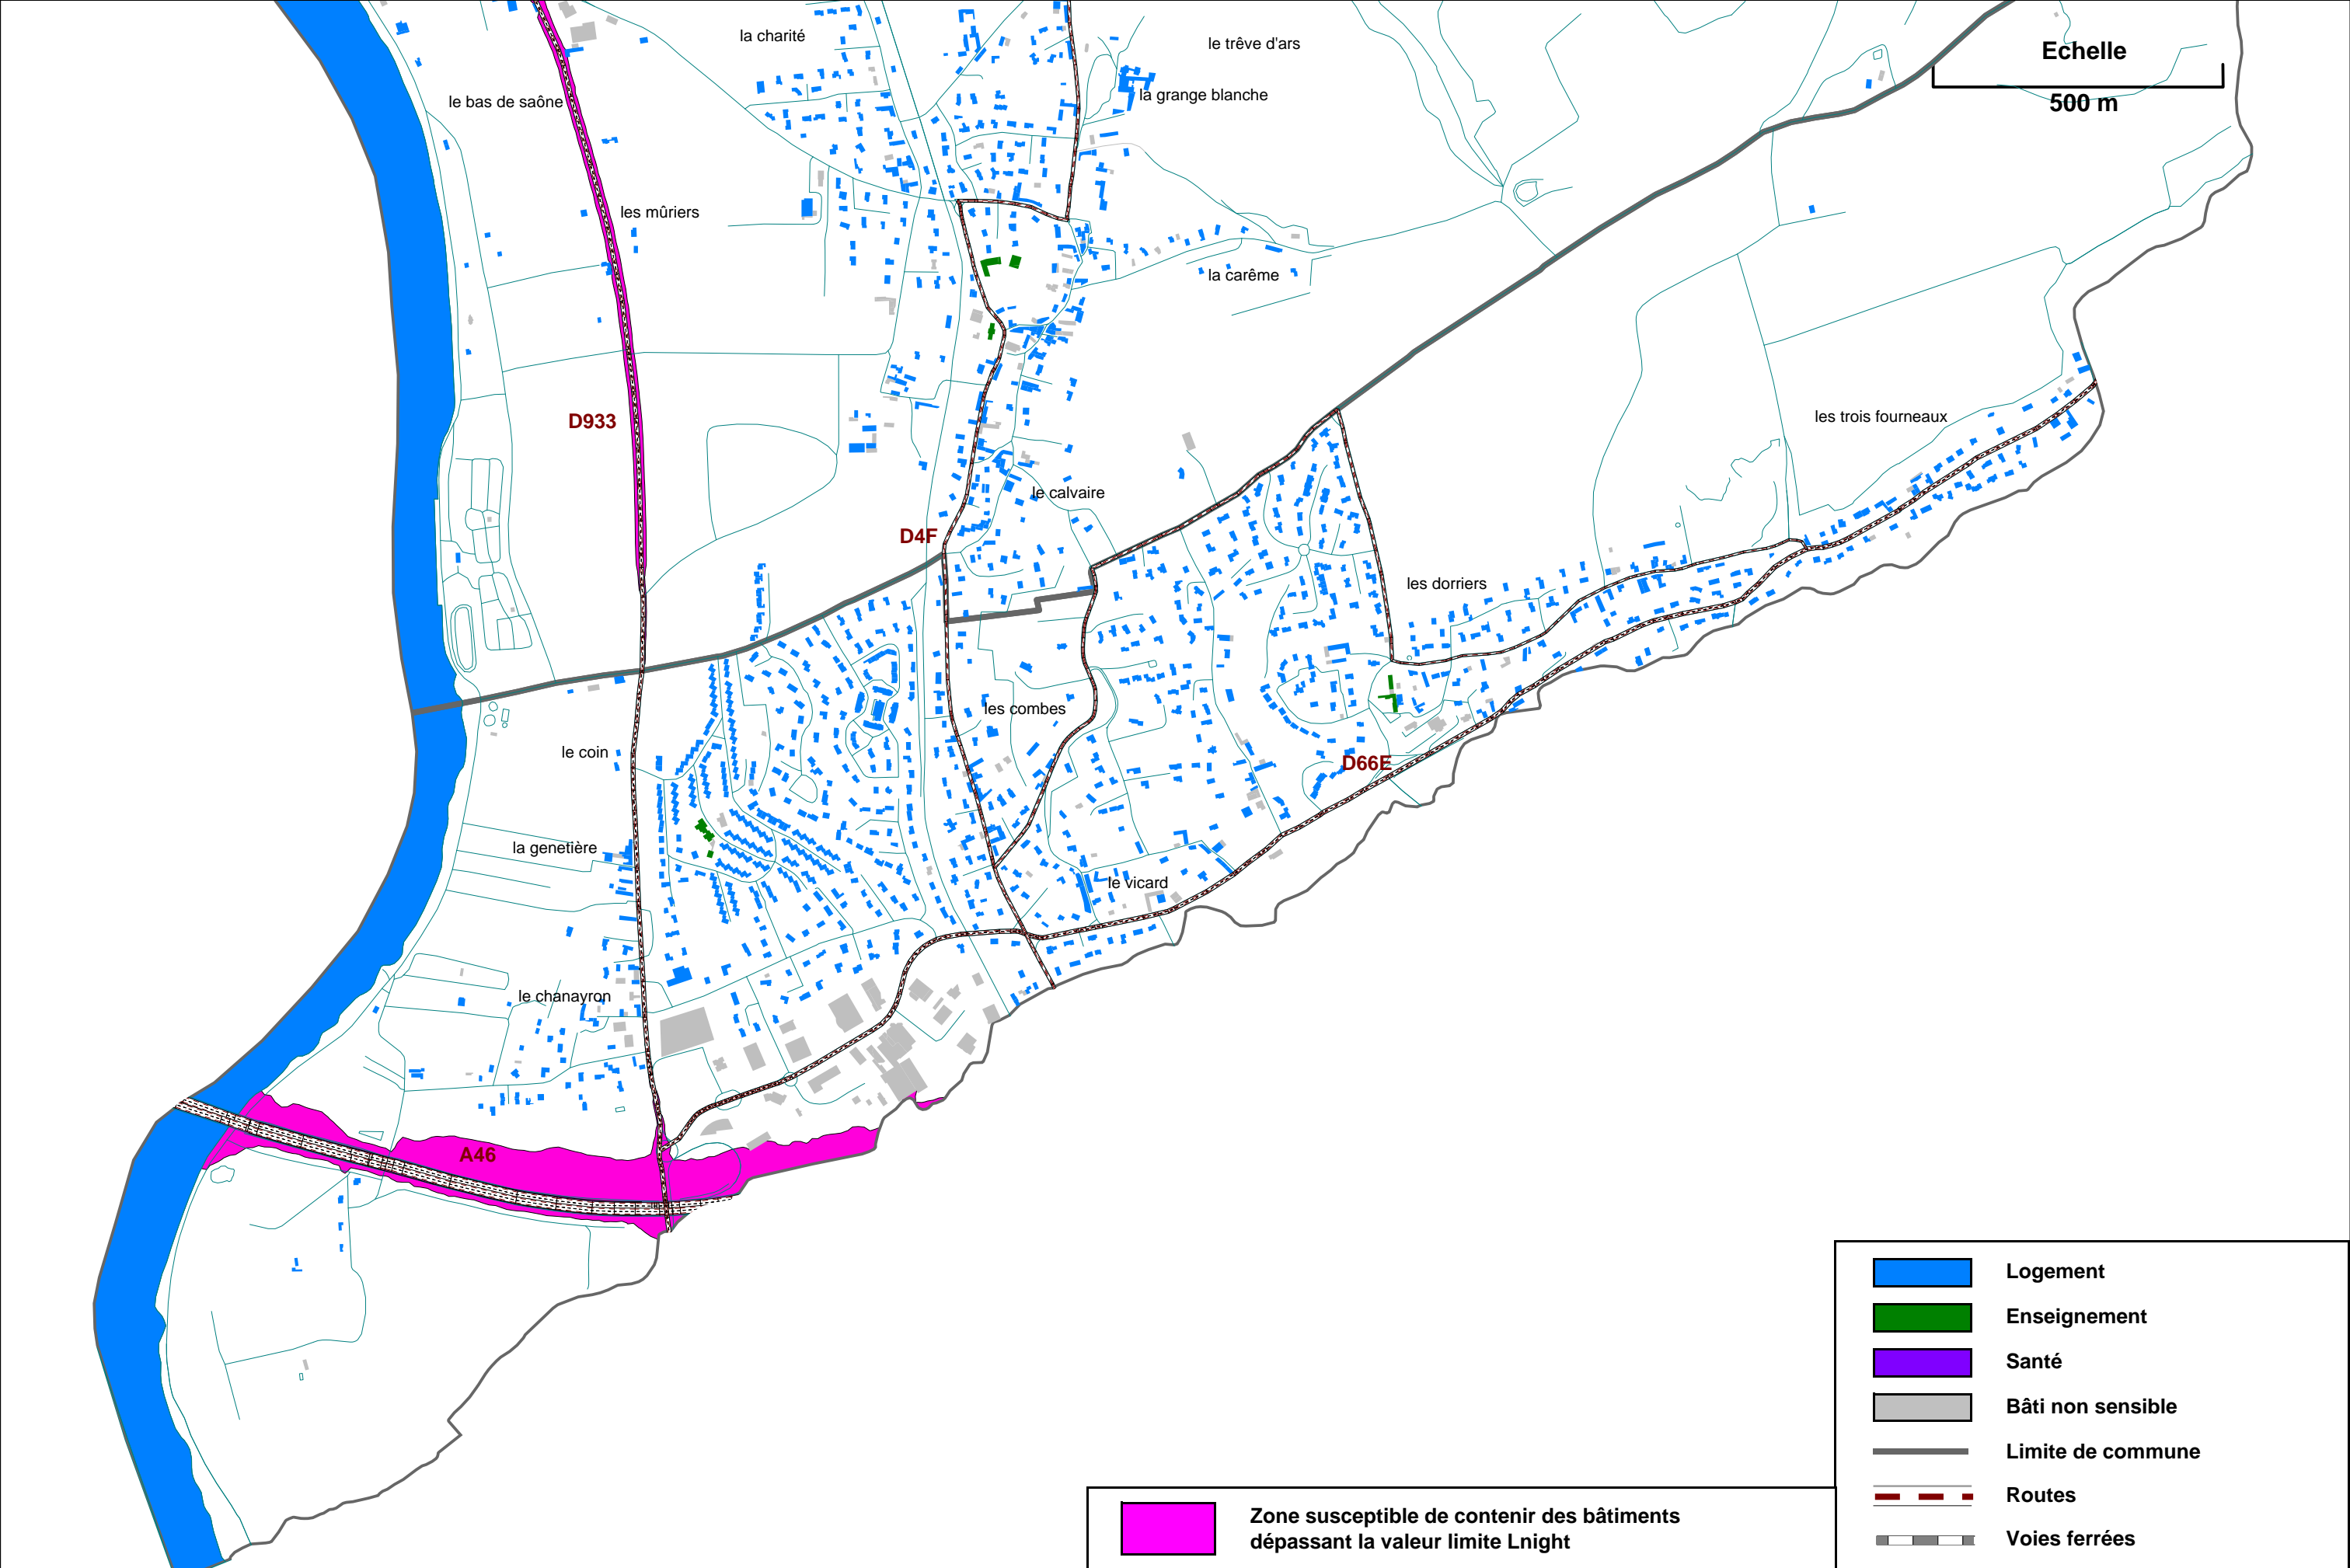 la charité
le trêve d'ars
Echelle
500 m
le bas de saône
la grange blanche
les mûriers
la carême
D933
les trois fourneaux
le calvaire
D4F
les dorriers
les combes
le coin
D66E
la genetière
le vicard
le chanayron
A46
Logement
Enseignement
Santé
Bâti non sensible
Limite de commune
Routes
Voies ferrées
Zone susceptible de contenir des bâtiments
dépassant la valeur limite Lnight